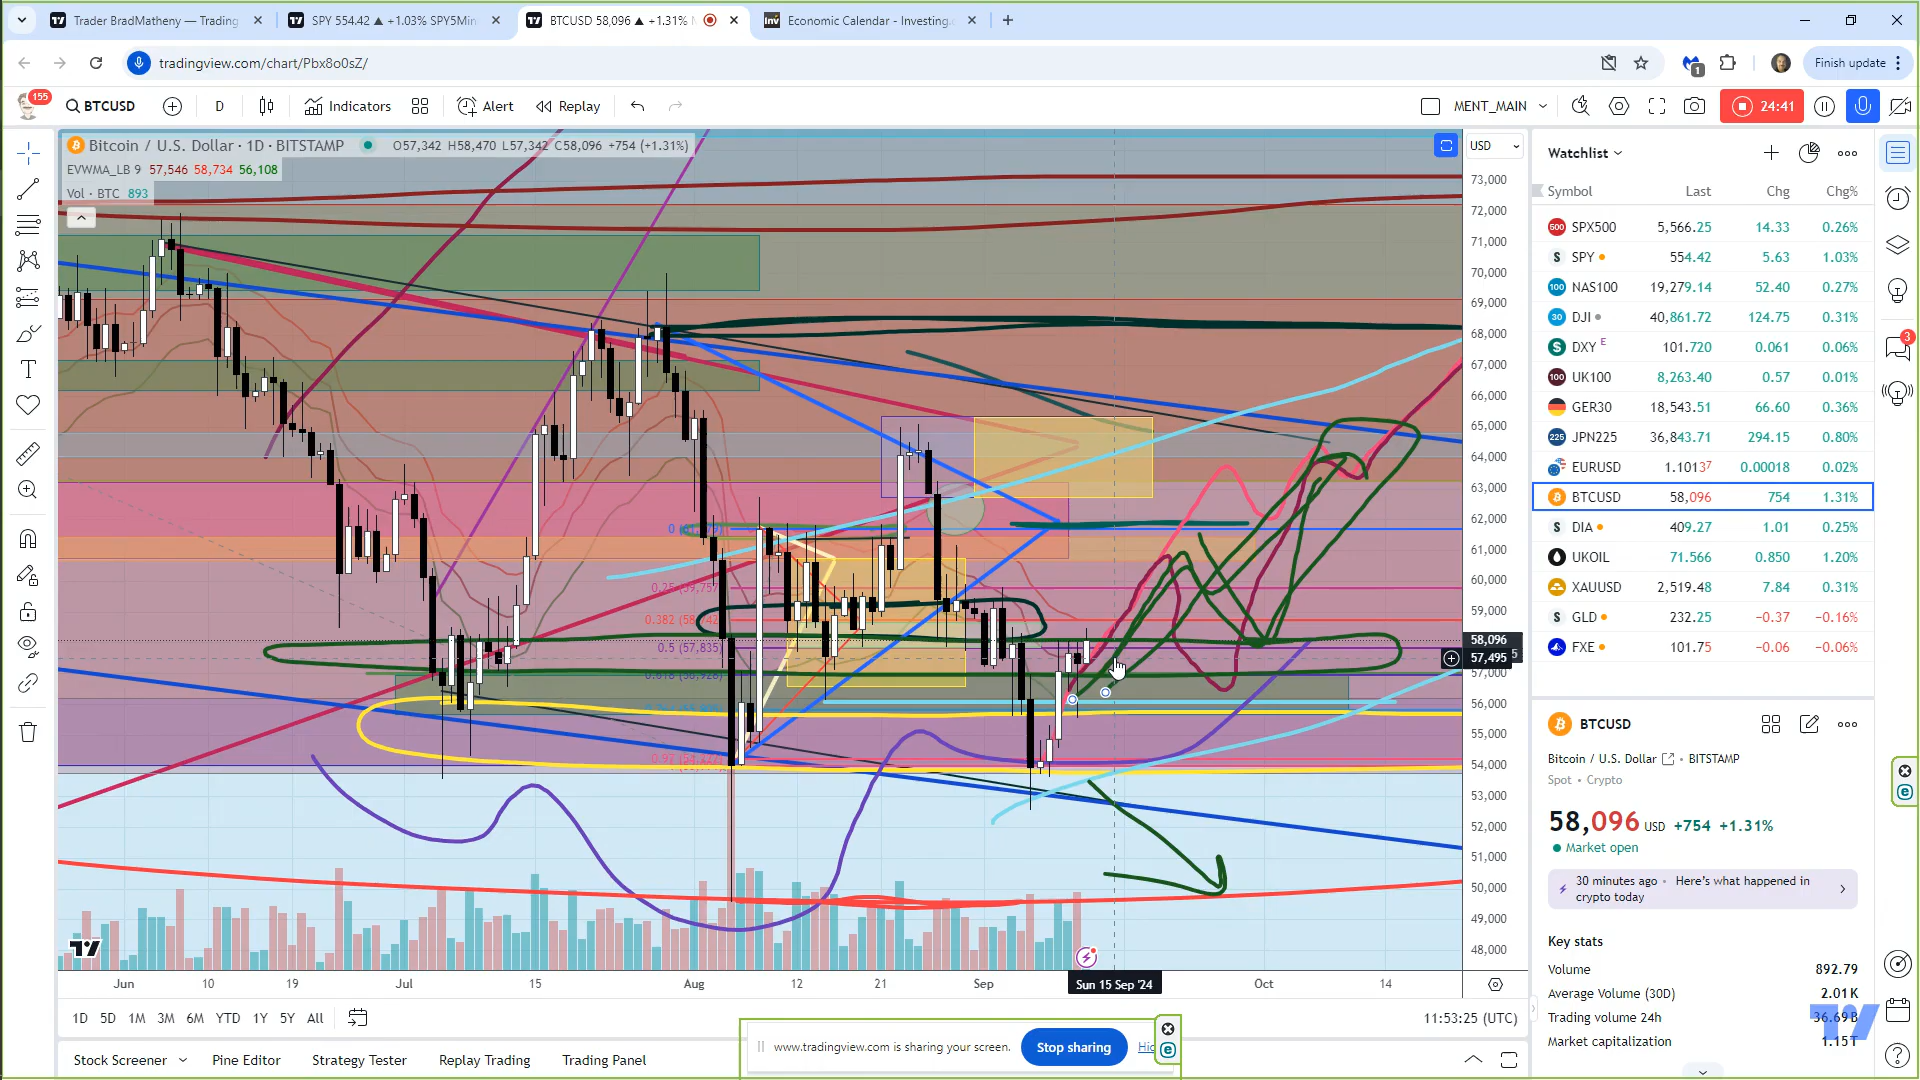 Trader BradMatheny — Trading
SPY 554.42 ▲ +1.03% SPY5Min
BTCUSD 58,096 ▲ +1.31%
Economic Calendar - Investing.
tradingview.com/chart/Pbx8o0sZ/
1
Finish update
155
BTCUSD
D
Indicators
Alert
Replay
MENT_MAIN
24:41
Bitcoin / U.S. Dollar · 1D · BITSTAMP
O57,342 H58,470 L57,342 C58,096 +754 (+1.31%)
EVWMA_LB 9 57,546 58,734 56,108
Vol · BTC 893
USD
73,000
72,000
71,000
70,000
69,000
68,000
67,000
66,000
65,000
64,000
63,000
62,000
61,000
60,000
59,000
58,096
57,495
57,000
56,000
55,000
54,000
53,000
52,000
51,000
50,000
49,000
48,000
0.382 (58,742)
0.5 (57,835)
Jun
10
19
Jul
15
Aug
12
21
Sep
Sun 15 Sep '24
Oct
14
1D 5D 1M 3M 6M YTD 1Y 5Y All
11:53:25 (UTC)
Stock Screener
Pine Editor
Strategy Tester
Replay Trading
Trading Panel
www.tradingview.com is sharing your screen.
Stop sharing
Watchlist
Symbol Last Chg Chg%
SPX500 5,566.25 14.33 0.26%
SPY 554.42 5.63 1.03%
NAS100 19,279.14 52.40 0.27%
DJI 40,861.72 124.75 0.31%
DXY E 101.720 0.061 0.06%
UK100 8,263.40 0.57 0.01%
GER30 18,543.51 66.60 0.36%
JPN225 36,843.71 294.15 0.80%
EURUSD 1.10137 0.00018 0.02%
BTCUSD 58,096 754 1.31%
DIA 409.27 1.01 0.25%
UKOIL 71.566 0.850 1.20%
XAUUSD 2,519.48 7.84 0.31%
GLD 232.25 −0.37 −0.16%
FXE 101.75 −0.06 −0.06%
3
BTCUSD
Bitcoin / U.S. Dollar · BITSTAMP
Spot · Crypto
58,096 USD +754 +1.31%
Market open
30 minutes ago · Here's what happened in
crypto today
Key stats
Volume 892.79
Average Volume (30D) 2.01K
Trading volume 24h 36.69B
Market capitalization 1.15T